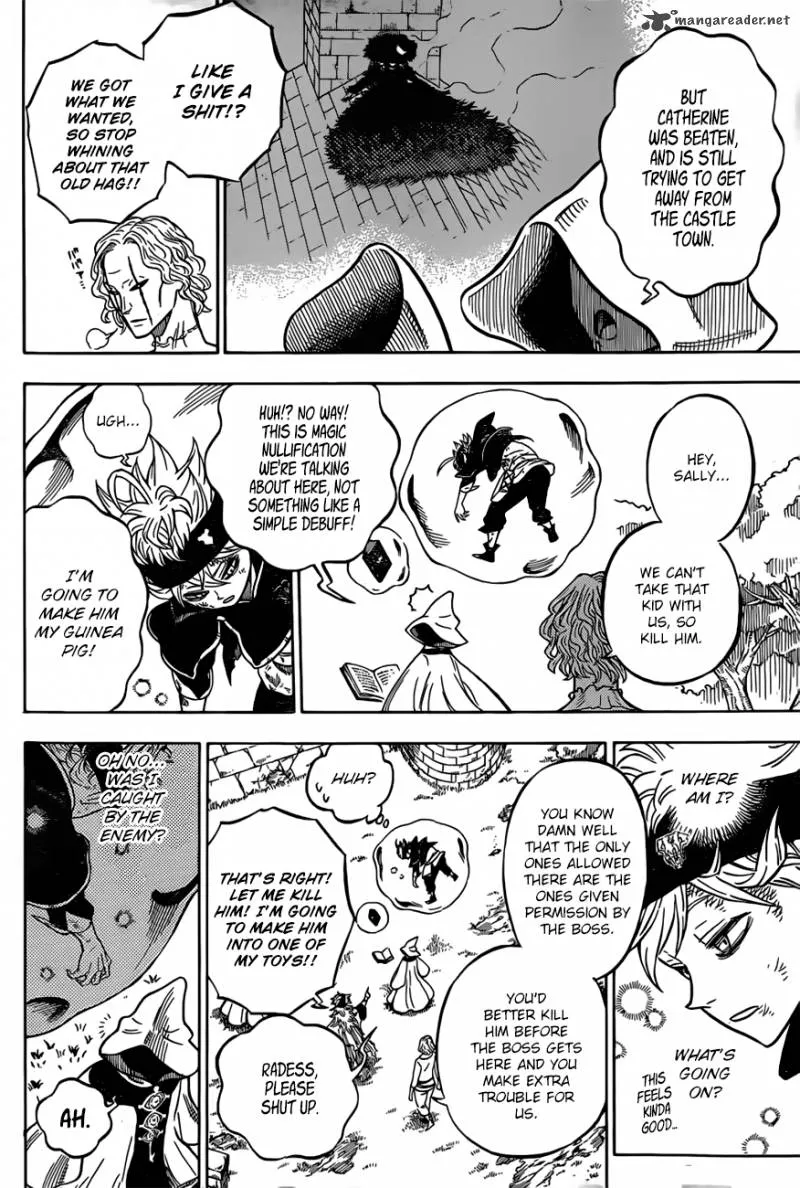 mangareader.net
BUT
CATHERINE
WAS BEATEN,
AND IS STILL
TRYING TO GET
AWAY FROM
THE CASTLE
TOWN.
LIKE
I GIVE A
SHIT!?
WE GOT
WHAT WE
WANTED,
SO STOP
WHINING
ABOUT THAT
OLD HAG!!
HEY,
SALLY...
WE CAN'T
TAKE THAT
KID WITH
US, SO
KILL HIM.
HUH!? NO WAY!
THIS IS MAGIC
NULLIFICATION
WE'RE TALKING
ABOUT HERE, NOT
SOMETHING LIKE A
SIMPLE DEBUFF!
UGH...
I'M
GOING TO
MAKE HIM
MY GUINEA
PIG!
WHERE
AM I?
WHAT'S
GOING
ON?
THIS
FEELS
KINDA
GOOD...
YOU KNOW
DAMN WELL
THAT THE ONLY
ONES ALLOWED
THERE ARE THE
ONES GIVEN
PERMISSION BY
THE BOSS.
YOU'D
BETTER KILL
HIM BEFORE
THE BOSS GETS
HERE AND YOU
MAKE EXTRA
TROUBLE FOR
US.
HUH?
THAT'S RIGHT!
LET ME KILL
HIM! I'M GOING
TO MAKE HIM
INTO ONE OF
MY TOYS!!
RADESS,
PLEASE
SHUT UP.
OH NO...
WAS I
CAUGHT
BY THE
ENEMY?
AH.